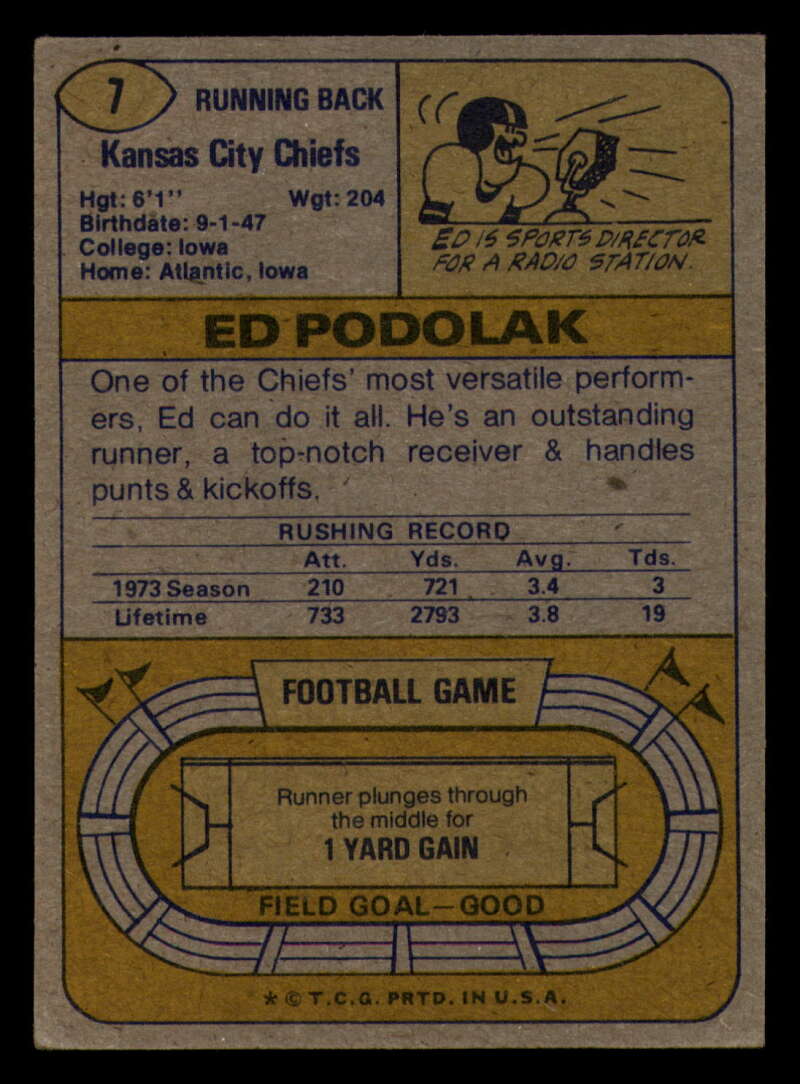 7
RUNNING BACK
Kansas City Chiefs
Hgt: 6'1'' Wgt: 204
Birthdate: 9-1-47
College: Iowa
Home: Atlantic, Iowa
ED IS SPORTS DIRECTOR
FOR A RADIO STATION.
ED PODOLAK
One of the Chiefs' most versatile perform-
ers, Ed can do it all. He's an outstanding
runner, a top-notch receiver & handles
punts & kickoffs.
RUSHING RECORD
Att. Yds. Avg. Tds.
1973 Season 210 721 3.4 3
Lifetime 733 2793 3.8 19
FOOTBALL GAME
Runner plunges through
the middle for
1 YARD GAIN
FIELD GOAL—GOOD
* © T.C.G. PRTD. IN U.S.A.